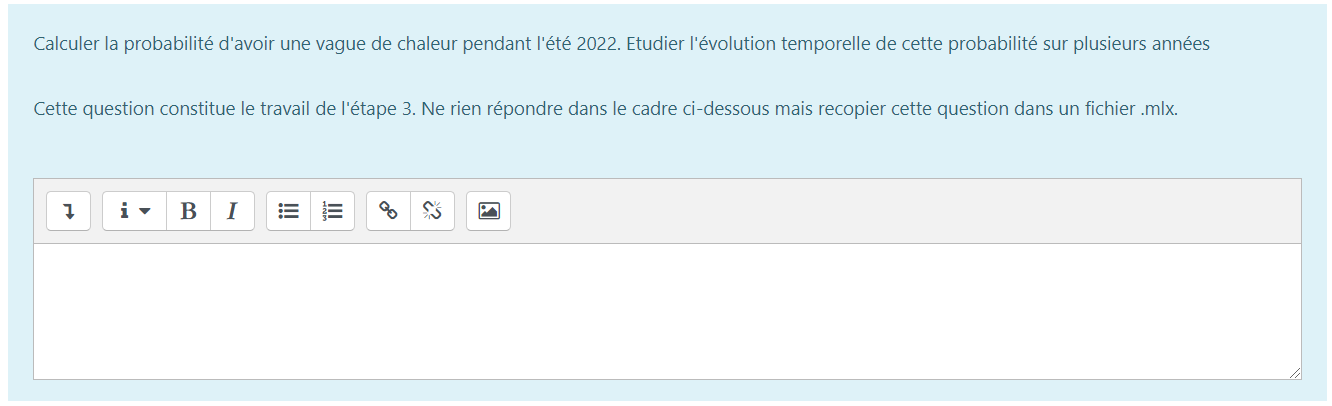 Calculer la probabilité d'avoir une vague de chaleur pendant l'été 2022. Etudier l'évolution temporelle de cette probabilité sur plusieurs années
Cette question constitue le travail de l'étape 3. Ne rien répondre dans le cadre ci-dessous mais recopier cette question dans un fichier .mlx.